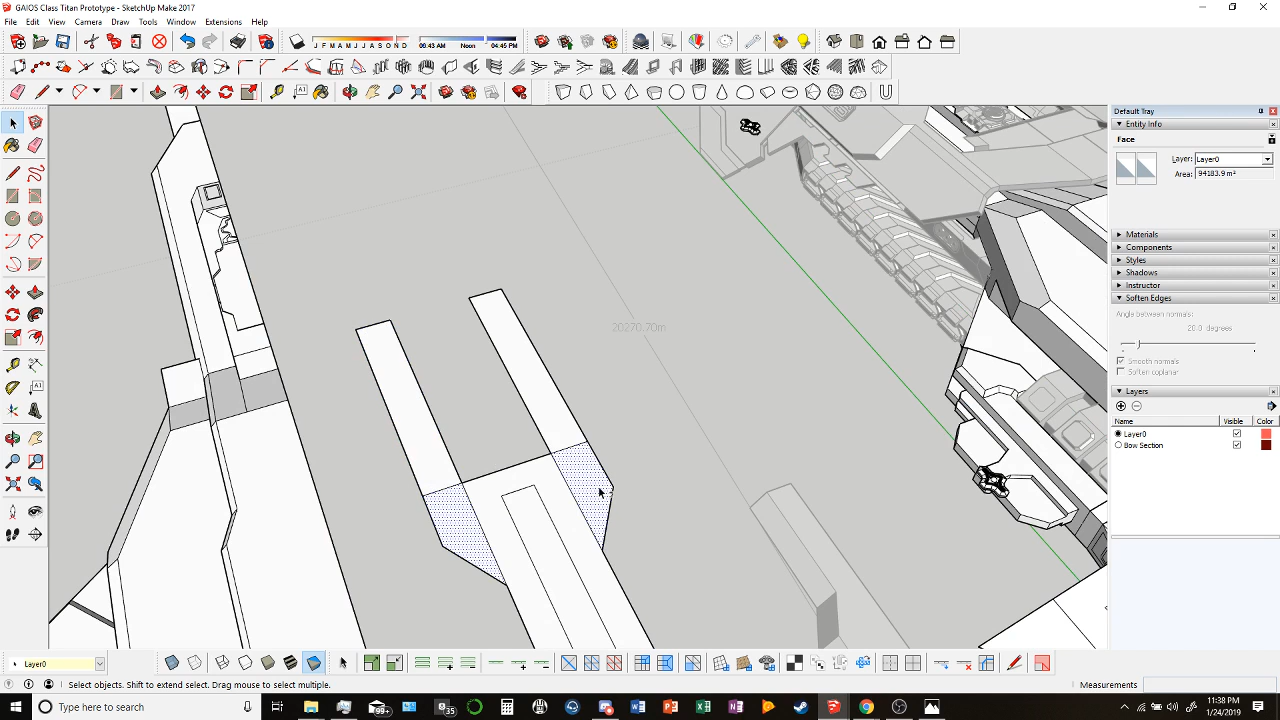 GAIOS Class Titan Prototype - SketchUp Make 2017
File Edit View Camera Draw Tools Window Extensions Help
J F M A M J J A S O N D 06:43 AM Noon 04:45 PM
Default Tray
Entity Info
Face
Layer: Layer0
Area: 94183.9 m²
Materials
Components
Styles
Shadows
Instructor
Soften Edges
Angle between normals:
20.0 degrees
Smooth normals
Soften coplanar
Layers
Name Visible Color
Layer0
Bow Section
20270.70m
Layer0
Select objects. Shift to extend select. Drag mouse to select multiple.
Measurements
Type here to search
99+
35
11:38 PM
1/24/2019